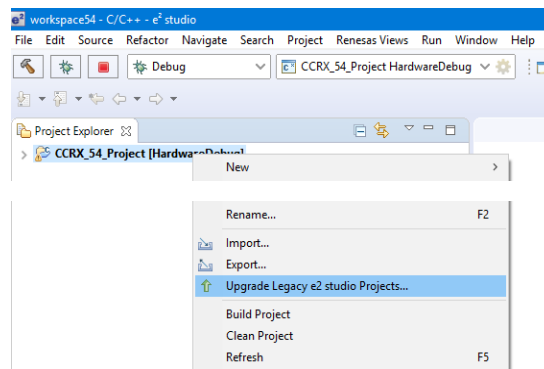 e² workspace54 - C/C++ - e² studio
File Edit Source Refactor Navigate Search Project Renesas Views Run Window Help
Debug CCRX_54_Project HardwareDebug
Project Explorer
CCRX_54_Project [HardwareDebug]
New
Rename... F2
Import...
Export...
Upgrade Legacy e2 studio Projects...
Build Project
Clean Project
Refresh F5